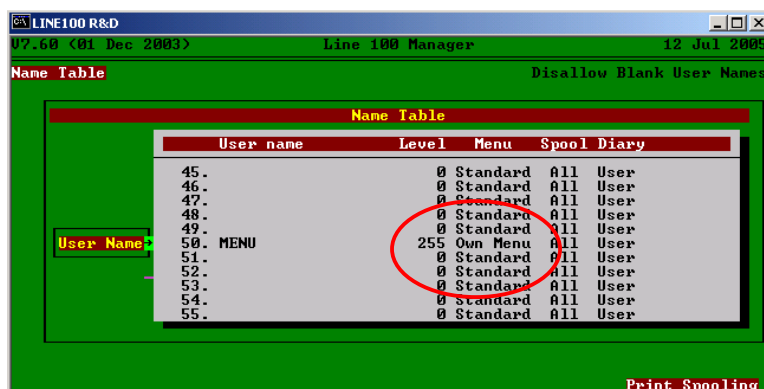 LINE100 R&D
V7.60 (01 Dec 2003) Line 100 Manager 12 Jul 2005
Name Table Disallow Blank User Names
Name Table
User name Level Menu Spool Diary
45. 0 Standard All User
46. 0 Standard All User
47. 0 Standard All User
48. 0 Standard All User
49. 0 Standard All User
User Name 50. MENU 255 Own Menu All User
51. 0 Standard All User
52. 0 Standard All User
53. 0 Standard All User
54. 0 Standard All User
55. 0 Standard All User
Print Spooling